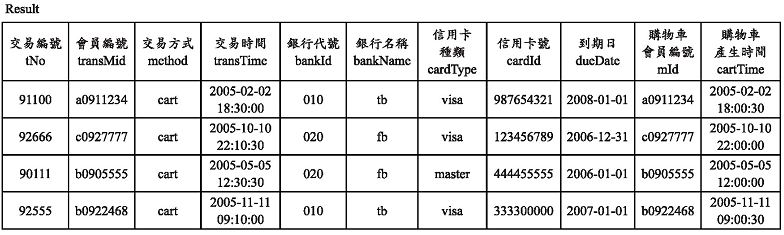 Result
交易編號 tNo 會員編號 transMid 交易方式 method 交易時間 transTime 銀行代號 bankId 銀行名稱 bankName 信用卡種類 cardType 信用卡號 cardId 到期日 dueDate 購物車會員編號 mId 購物車產生時間 cartTime
91100 a0911234 cart 2005-02-02 18:30:00 010 tb visa 987654321 2008-01-01 a0911234 2005-02-02 18:00:30
92666 c0927777 cart 2005-10-10 22:10:30 020 fb visa 123456789 2006-12-31 c0927777 2005-10-10 22:00:00
90111 b0905555 cart 2005-05-05 12:30:30 020 fb master 444455555 2006-01-01 b0905555 2005-05-05 12:00:00
92555 b0922468 cart 2005-11-11 09:10:00 010 tb visa 333300000 2007-01-01 b0922468 2005-11-11 09:00:30